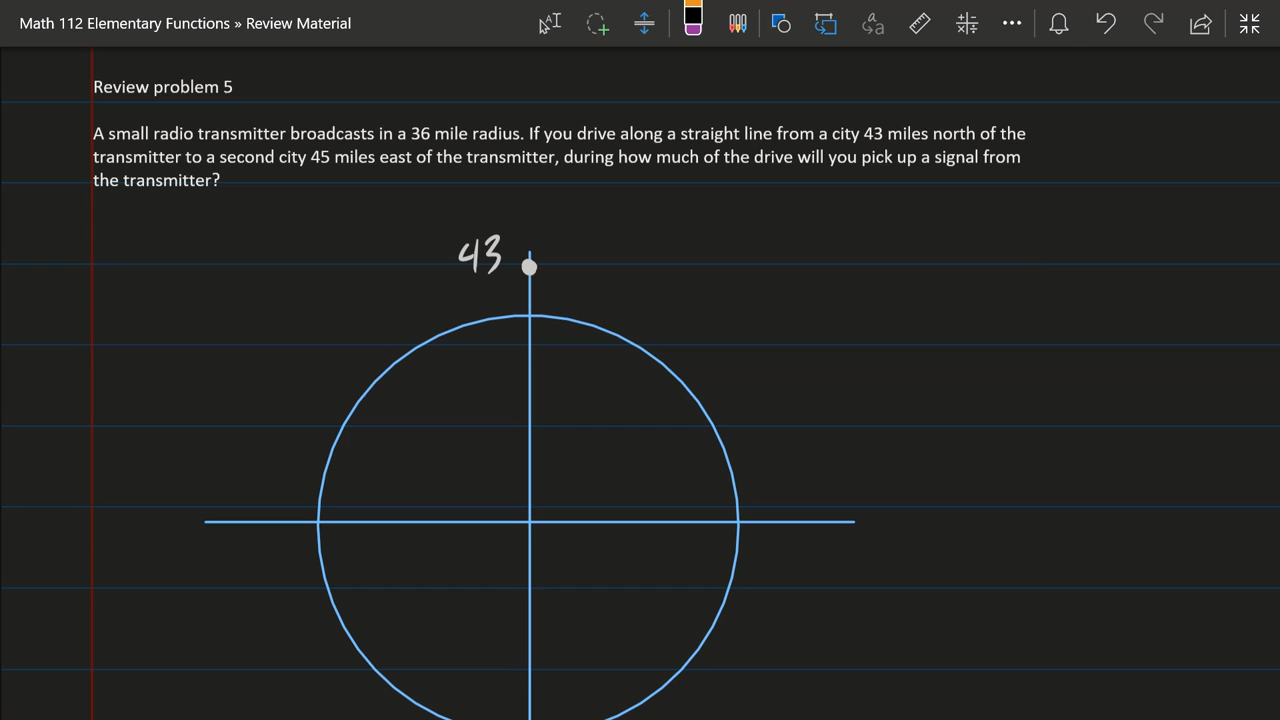 Math 112 Elementary Functions » Review Material
Review problem 5
A small radio transmitter broadcasts in a 36 mile radius. If you drive along a straight line from a city 43 miles north of the
transmitter to a second city 45 miles east of the transmitter, during how much of the drive will you pick up a signal from
the transmitter?
43